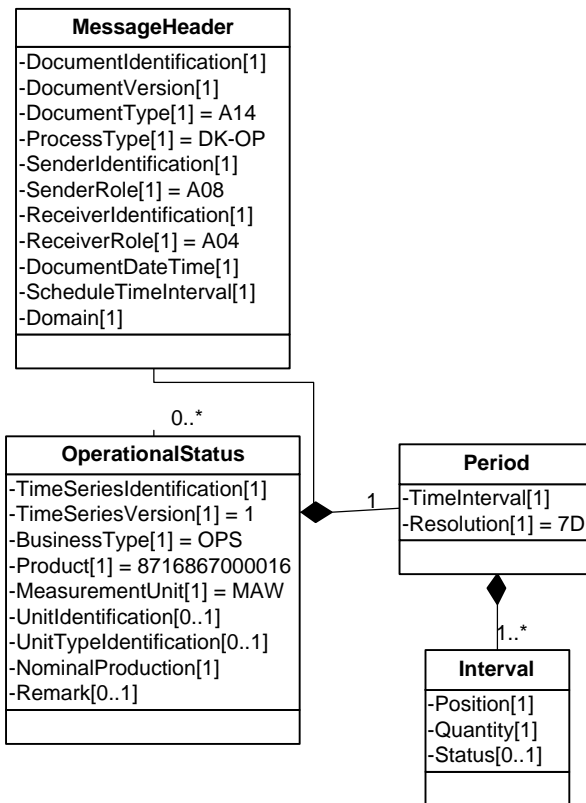 MessageHeader
-DocumentIdentification[1]
-DocumentVersion[1]
-DocumentType[1] = A14
-ProcessType[1] = DK-OP
-SenderIdentification[1]
-SenderRole[1] = A08
-ReceiverIdentification[1]
-ReceiverRole[1] = A04
-DocumentDateTime[1]
-ScheduleTimeInterval[1]
-Domain[1]
0..*
OperationalStatus
-TimeSeriesIdentification[1]
-TimeSeriesVersion[1] = 1
-BusinessType[1] = OPS
-Product[1] = 8716867000016
-MeasurementUnit[1] = MAW
-UnitIdentification[0..1]
-UnitTypeIdentification[0..1]
-NominalProduction[1]
-Remark[0..1]
1
Period
-TimeInterval[1]
-Resolution[1] = 7D
1..*
Interval
-Position[1]
-Quantity[1]
-Status[0..1]